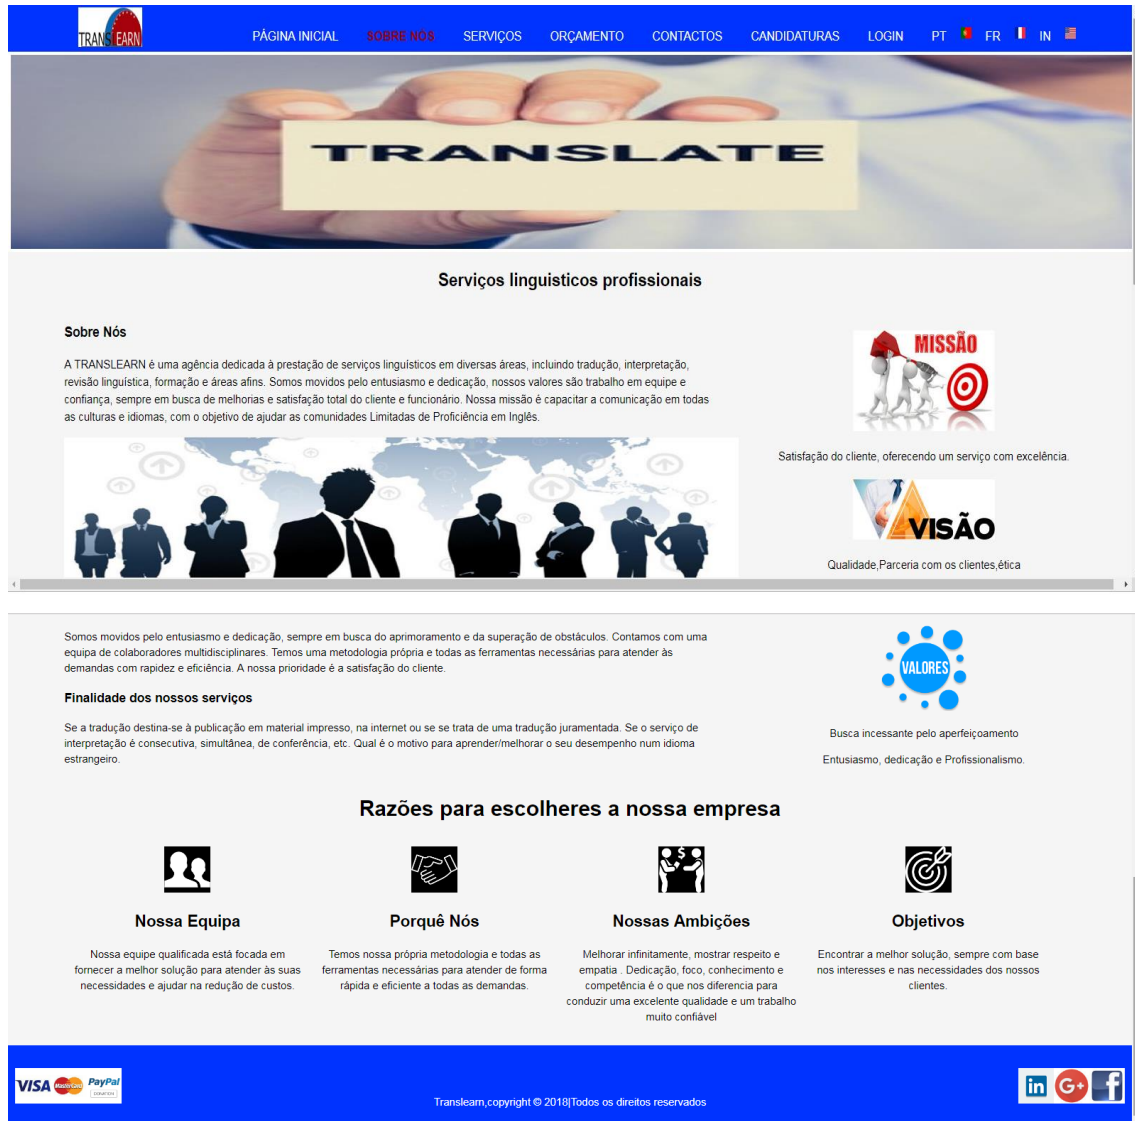 TRANSLEARN
PÁGINA INICIAL SOBRE NÓS SERVIÇOS ORÇAMENTO CONTACTOS CANDIDATURAS LOGIN PT FR IN
TRANSLATE
Serviços linguisticos profissionais
Sobre Nós
A TRANSLEARN é uma agência dedicada à prestação de serviços linguísticos em diversas áreas, incluindo tradução, interpretação,
revisão linguística, formação e áreas afins. Somos movidos pelo entusiasmo e dedicação, nossos valores são trabalho em equipe e
confiança, sempre em busca de melhorias e satisfação total do cliente e funcionário. Nossa missão é capacitar a comunicação em todas
as culturas e idiomas, com o objetivo de ajudar as comunidades Limitadas de Proficiência em Inglês.
MISSÃO
Satisfação do cliente, oferecendo um serviço com excelência.
VISÃO
Qualidade,Parceria com os clientes,ética
Somos movidos pelo entusiasmo e dedicação, sempre em busca do aprimoramento e da superação de obstáculos. Contamos com uma
equipa de colaboradores multidisciplinares. Temos uma metodologia própria e todas as ferramentas necessárias para atender às
demandas com rapidez e eficiência. A nossa prioridade é a satisfação do cliente.
Finalidade dos nossos serviços
Se a tradução destina-se à publicação em material impresso, na internet ou se se trata de uma tradução juramentada. Se o serviço de
interpretação é consecutiva, simultânea, de conferência, etc. Qual é o motivo para aprender/melhorar o seu desempenho num idioma
estrangeiro.
VALORES
Busca incessante pelo aperfeiçoamento
Entusiasmo, dedicação e Profissionalismo.
Razões para escolheres a nossa empresa
Nossa Equipa
Nossa equipe qualificada está focada em
fornecer a melhor solução para atender às suas
necessidades e ajudar na redução de custos.
Porquê Nós
Temos nossa própria metodologia e todas as
ferramentas necessárias para atender de forma
rápida e eficiente a todas as demandas.
Nossas Ambições
Melhorar infinitamente, mostrar respeito e
empatia . Dedicação, foco, conhecimento e
competência é o que nos diferencia para
conduzir uma excelente qualidade e um trabalho
muito confiável
Objetivos
Encontrar a melhor solução, sempre com base
nos interesses e nas necessidades dos nossos
clientes.
VISA MasterCard PayPal
DONATION
Translearn,copyright © 2018|Todos os direitos reservados
in G+ f